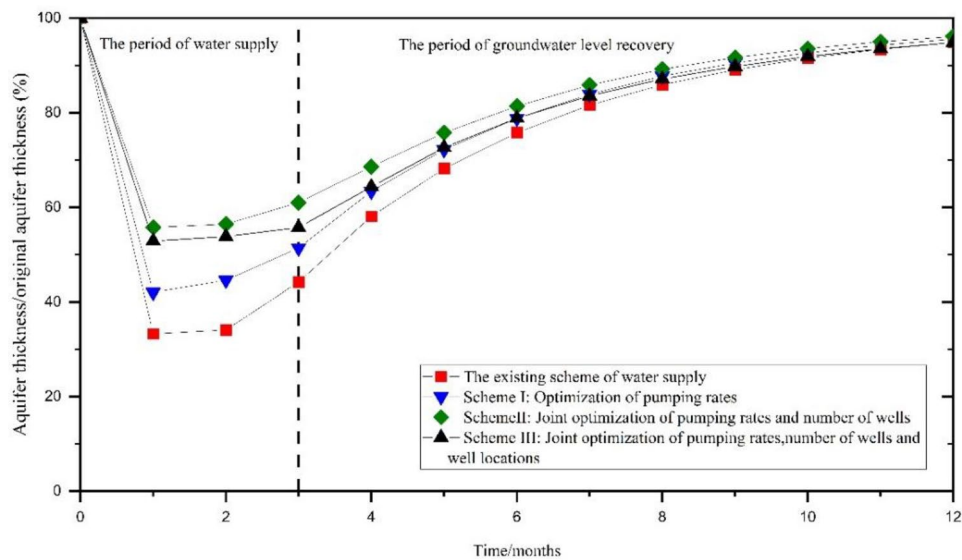 Aquifer thickness/original aquifer thickness (%)
100
80
60
40
20
0
The period of water supply
The period of groundwater level recovery
The existing scheme of water supply
Scheme I: Optimization of pumping rates
SchemeII: Joint optimization of pumping rates and number of wells
Scheme III: Joint optimization of pumping rates,number of wells and
well locations
0 2 4 6 8 10 12
Time/months